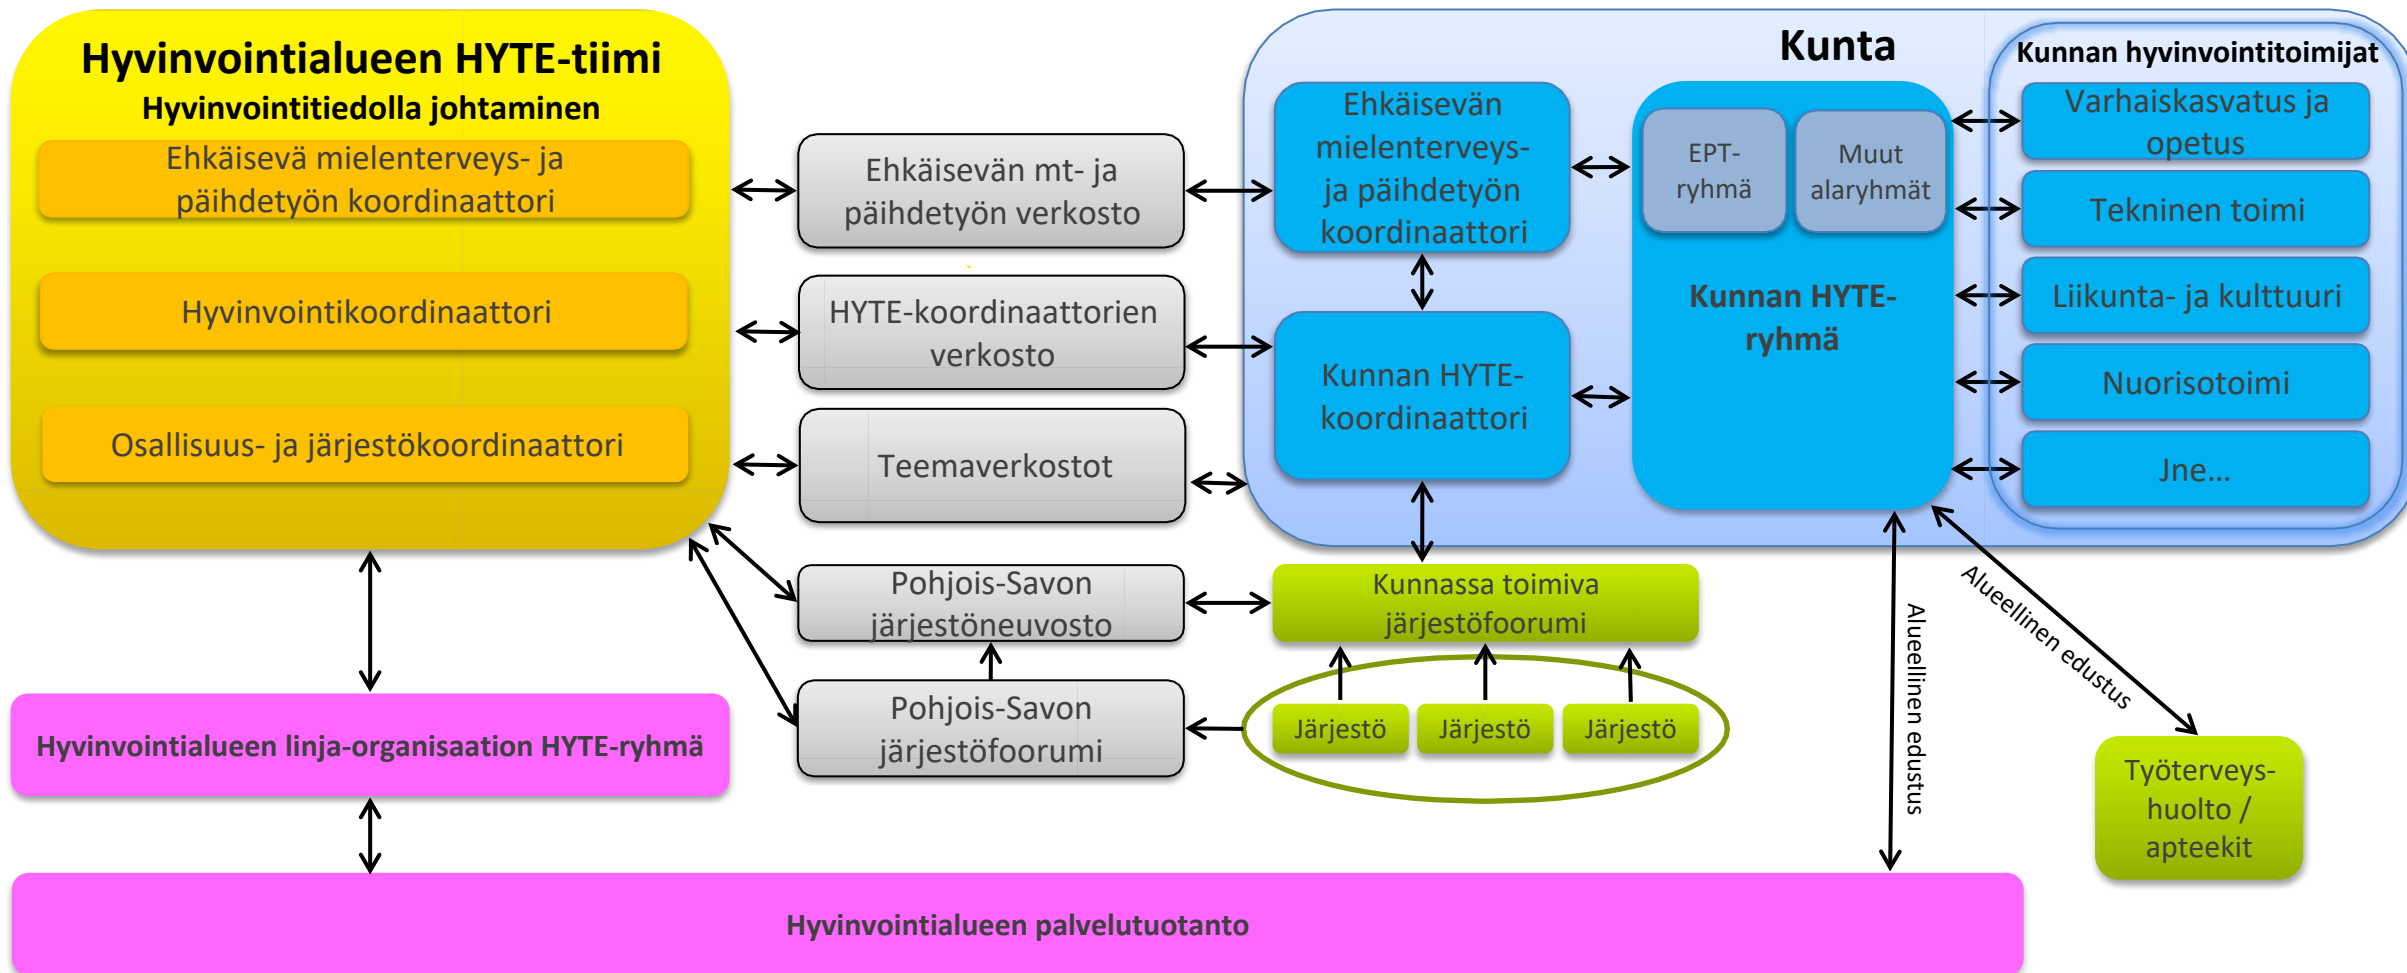 Hyvinvointialueen HYTE-tiimi
Hyvinvointitiedolla johtaminen
Ehkäisevä mielenterveys- ja
päihdetyön koordinaattori
Hyvinvointikoordinaattori
Osallisuus- ja järjestökoordinaattori
Ehkäisevän mt- ja
päihdetyön verkosto
HYTE-koordinaattorien
verkosto
Teemaverkostot
Pohjois-Savon
järjestöneuvosto
Pohjois-Savon
järjestöfoorumi
Kunta
Ehkäisevän
mielenterveys-
ja päihdetyön
koordinaattori
Kunnan HYTE-
koordinaattori
EPT-
ryhmä
Muut
alaryhmät
Kunnan HYTE-
ryhmä
Kunnan hyvinvointitoimijat
Varhaiskasvatus ja
opetus
Tekninen toimi
Liikunta- ja kulttuuri
Nuorisotoimi
Jne...
Kunnassa toimiva
järjestöfoorumi
Järjestö
Järjestö
Järjestö
Alueellinen edustus
Alueellinen edustus
Työterveys-
huolto /
apteekit
Hyvinvointialueen linja-organisaation HYTE-ryhmä
Hyvinvointialueen palvelutuotanto